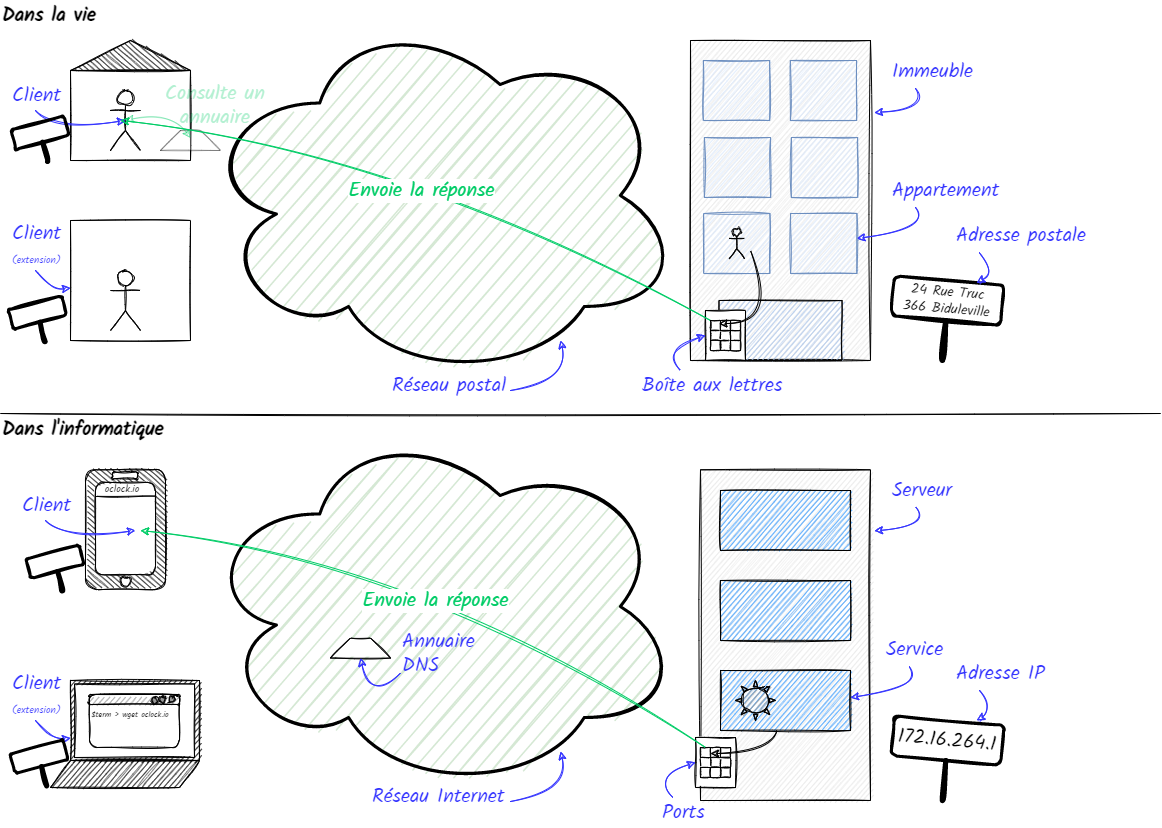 Dans la vie
Client
Consulte un
annuaire
Envoie la réponse
Immeuble
Appartement
Adresse postale
24 Rue Truc
366 Biduleville
Client
(extension)
Réseau postal
Boîte aux lettres
Dans l'informatique
oclock.io
Client
Serveur
Envoie la réponse
Annuaire
DNS
Service
Adresse IP
172.16.264.1
Client
(extension)
$term > wget oclock.io
Réseau Internet
Ports